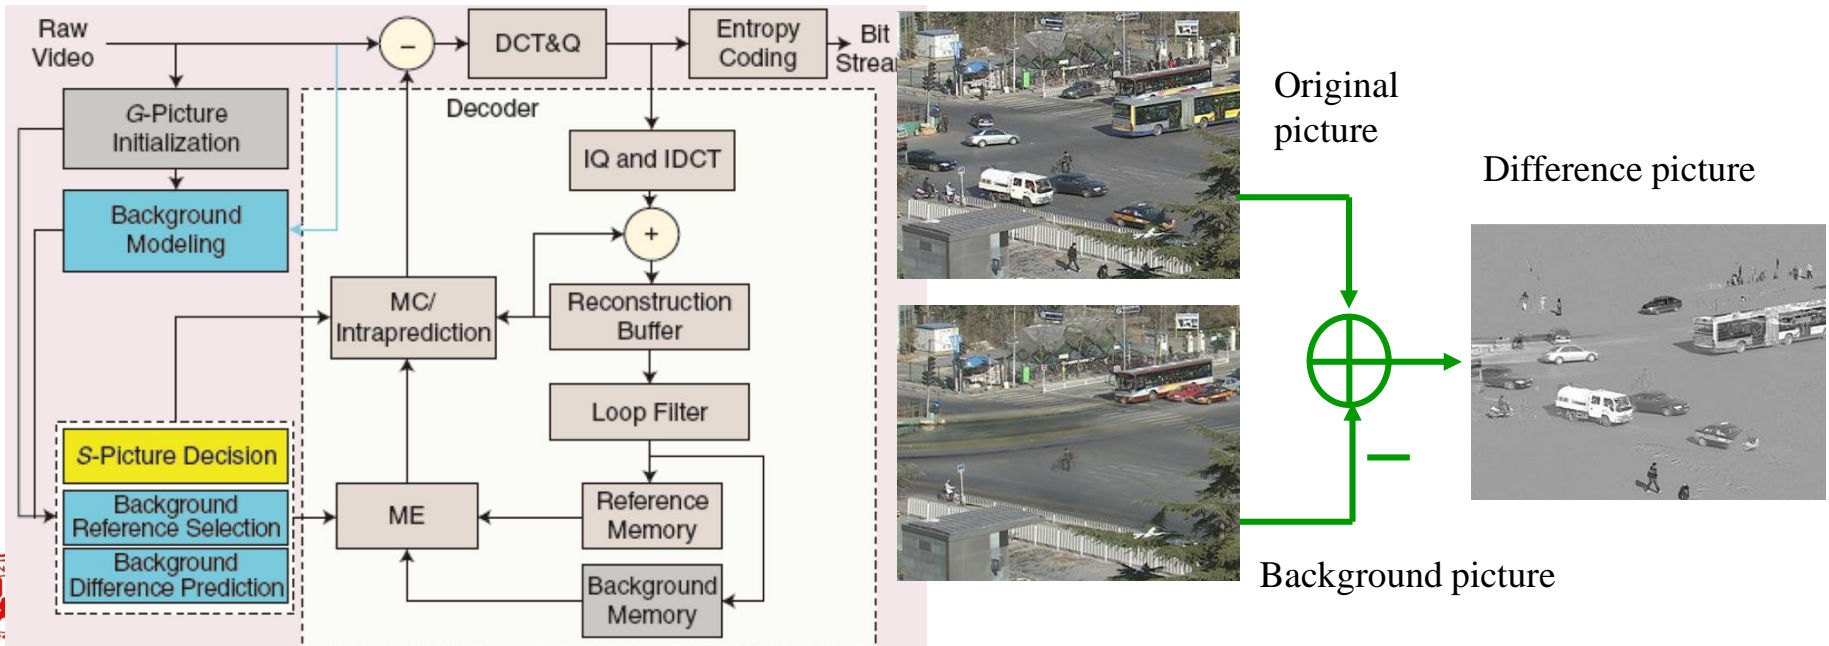 Raw
Video
DCT&Q
Entropy
Coding
Bit
Strear
G-Picture
Initialization
Decoder
IQ and IDCT
Background
Modeling
MC/
Intraprediction
Reconstruction
Buffer
Loop Filter
S-Picture Decision
Background
Reference Selection
Background
Difference Prediction
ME
Reference
Memory
Background
Memory
Original
picture
Difference picture
Background picture